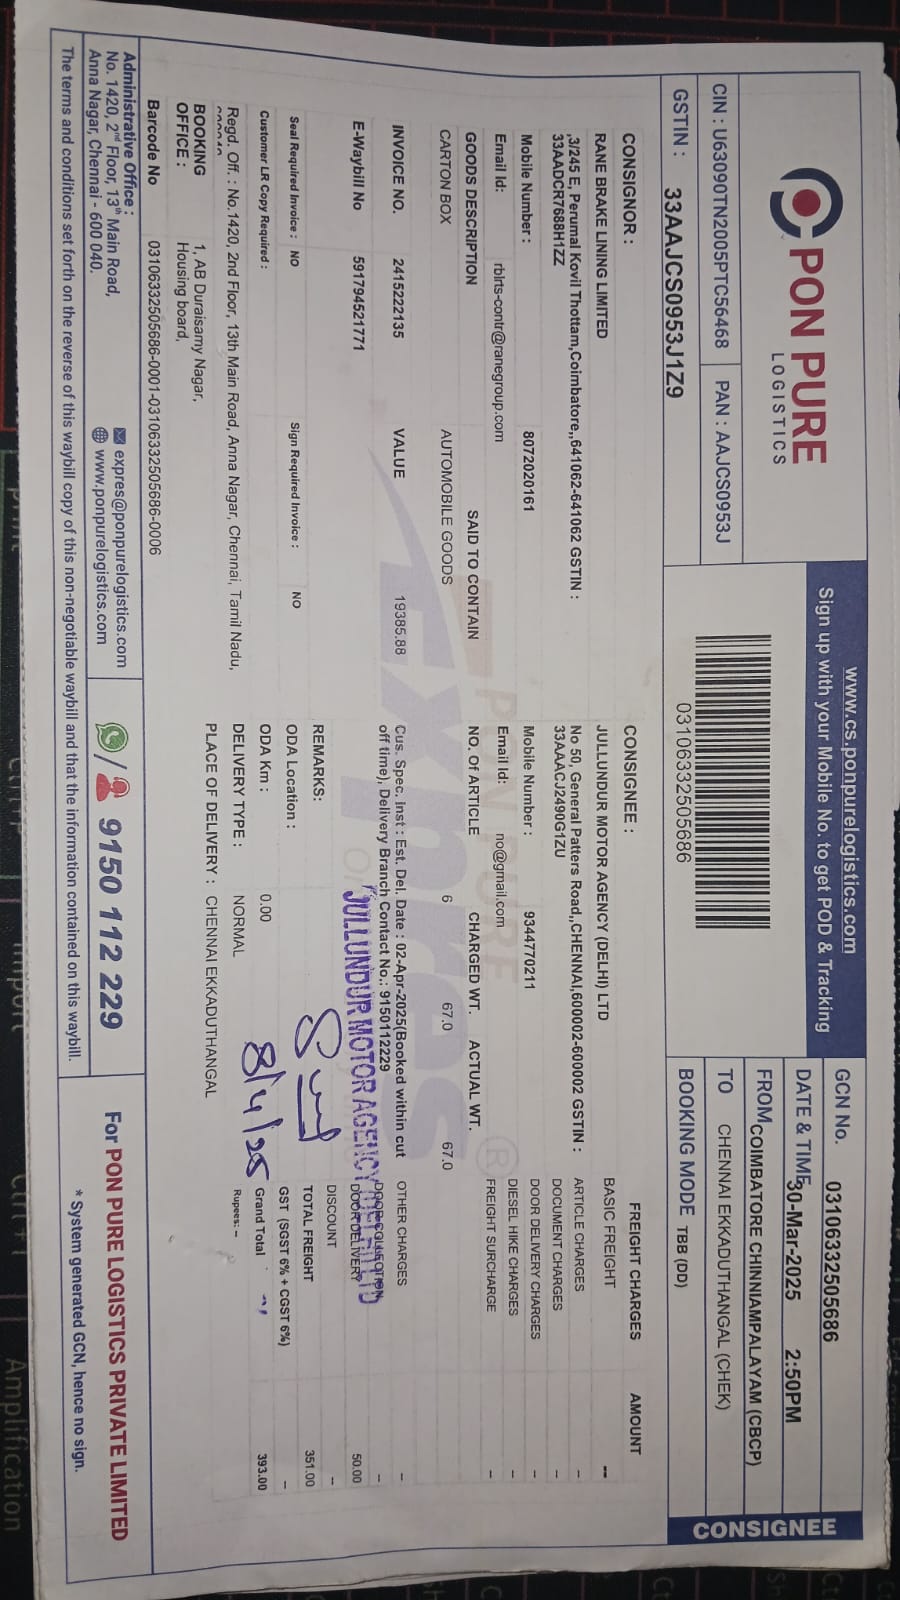 PON PURE
LOGISTICS
CIN : U63090TN2005PTC56468
PAN : AAJCS0953J
GSTIN : 33AAJCS0953J1Z9
www.cs.ponpurelogistics.com
Sign up with your Mobile No. to get POD & Tracking
03106332505686
GCN No. 03106332505686
DATE & TIME 30-Mar-2025 2:50PM
FROM COIMBATORE CHINNIAMPALAYAM (CBCP)
TO CHENNAI EKKADUTHANGAL (CHEK)
BOOKING MODE TBB (DD)
CONSIGNEE
CONSIGNOR :
RANE BRAKE LINING LIMITED
,3/245 E, Perumal Kovil Thottam,Coimbatore,,641062-641062 GSTIN :
33AADCR7688H1ZZ
Mobile Number : 8072020161
Email Id: rblrts-contr@ranegroup.com
CONSIGNEE :
JULLUNDUR MOTOR AGENCY (DELHI) LTD
No 50, General Patters Road,,CHENNAI,600002-600002 GSTIN :
33AAACJ2490G1ZU
Mobile Number : 9344770211
Email Id: no@gmail.com
GOODS DESCRIPTION SAID TO CONTAIN NO. Of ARTICLE CHARGED WT. ACTUAL WT.
CARTON BOX AUTOMOBILE GOODS 6 67.0 67.0
PON PURE
Expres
®
INVOICE NO. 2415222135 VALUE 19385.88
E-Waybill No 591794521771
Seal Required Invoice : NO Sign Required Invoice : NO
Customer LR Copy Required :
Regd. Off. : No,1420, 2nd Floor, 13th Main Road, Anna Nagar, Chennai, Tamil Nadu,
BOOKING OFFICE : 1, AB Duraisamy Nagar,
Housing board,
Barcode No 03106332505686-0001-03106332505686-0006
Cus. Spec. Inst : Est. Del. Date : 02-Apr-2025(Booked within cut
off time), Delivery Branch Contact No.: 9150112229
JULLUNDUR MOTOR AGENCY
REMARKS:
ODA Location :
ODA Km : 0.00
DELIVERY TYPE : NORMAL
PLACE OF DELIVERY : CHENNAI EKKADUTHANGAL
8/4/25
FREIGHT CHARGES AMOUNT
BASIC FREIGHT --
ARTICLE CHARGES -
DOCUMENT CHARGES -
DOOR DELIVERY CHARGES -
DIESEL HIKE CHARGES -
FREIGHT SURCHARGE -
OTHER CHARGES -
DOOR COLLECTION -
DOOR DELIVERY 50.00
DISCOUNT -
TOTAL FREIGHT 351.00
GST (SGST 6% + CGST 6%) -
Grand Total 393.00
Rupees: -
Administrative Office :
No. 1420, 2nd Floor, 13th Main Road,
Anna Nagar, Chennai - 600 040.
expres@ponpurelogistics.com
www.ponpurelogistics.com
/ 9150 112 229
For PON PURE LOGISTICS PRIVATE LIMITED
* System generated GCN, hence no sign.
The terms and conditions set forth on the reverse of this waybill copy of this non-negotiable waybill and that the information contained on this waybill.
Amplification